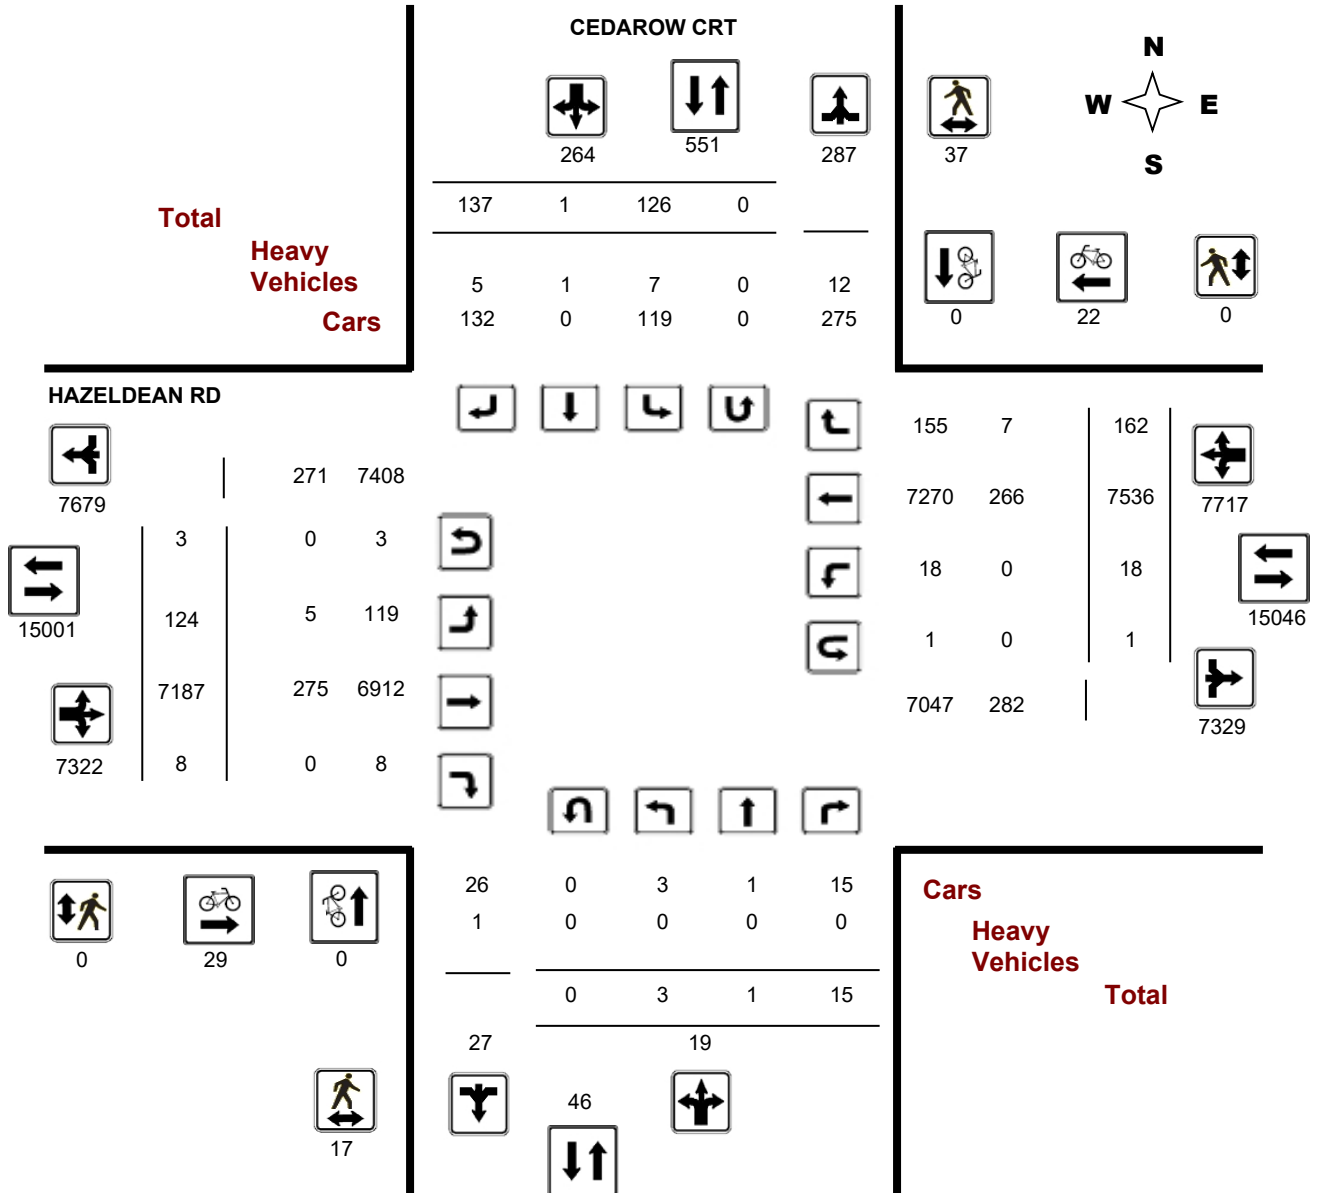 CEDAROW CRT
N
W E
S
264 551 287 37
137 1 126 0
Total
Heavy
Vehicles
5 1 7 0 12
Cars
132 0 119 0 275
0 22 0
HAZELDEAN RD
7679
271 7408
3 0 3
15001
124 5 119
7187 275 6912
7322
8 0 8
155 7 162
7270 266 7536
7717
18 0 18
15046
1 0 1
7047 282
7329
26 0 3 1 15
1 0 0 0 0
0 3 1 15
27 19
46
0 29 0
17
Cars
Heavy
Vehicles
Total